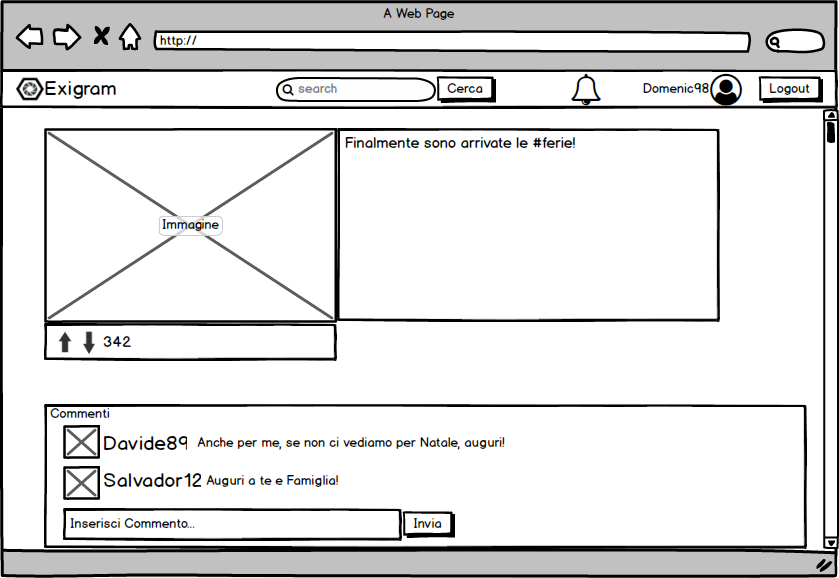 A Web Page
http://
Exigram
search
Cerca
Domenic98
Logout
Immagine
Finalmente sono arrivate le #ferie!
342
Commenti
Davide89 Anche per me, se non ci vediamo per Natale, auguri!
Salvador12 Auguri a te e Famiglia!
Inserisci Commento...
Invia